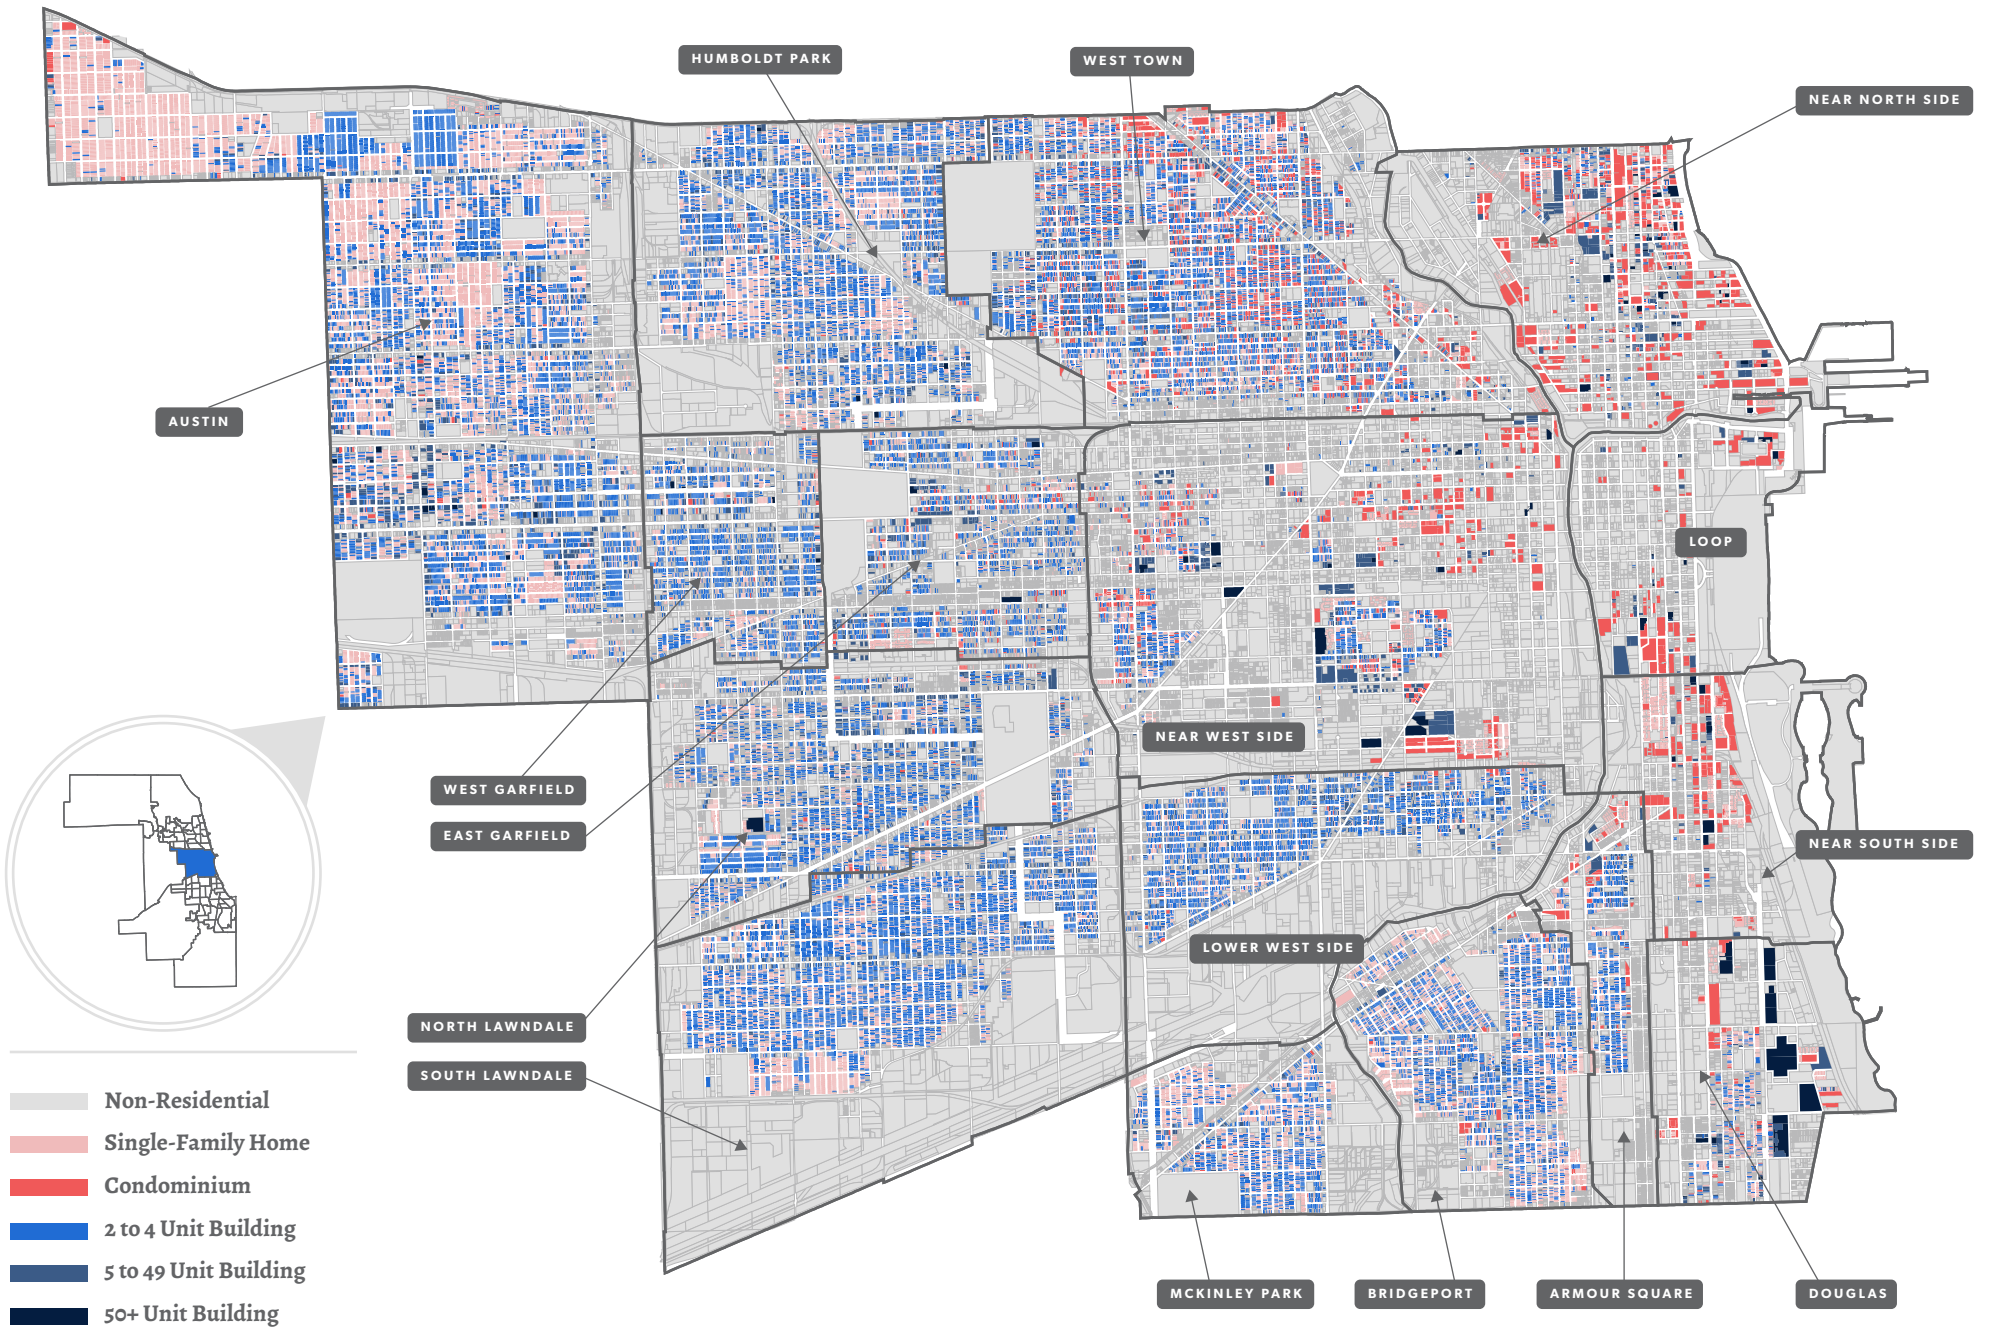 HUMBOLDT PARK
WEST TOWN
NEAR NORTH SIDE
AUSTIN
LOOP
NEAR WEST SIDE
WEST GARFIELD
EAST GARFIELD
NEAR SOUTH SIDE
LOWER WEST SIDE
NORTH LAWNDALE
SOUTH LAWNDALE
Non-Residential
Single-Family Home
Condominium
2 to 4 Unit Building
5 to 49 Unit Building
50+ Unit Building
MCKINLEY PARK
BRIDGEPORT
ARMOUR SQUARE
DOUGLAS